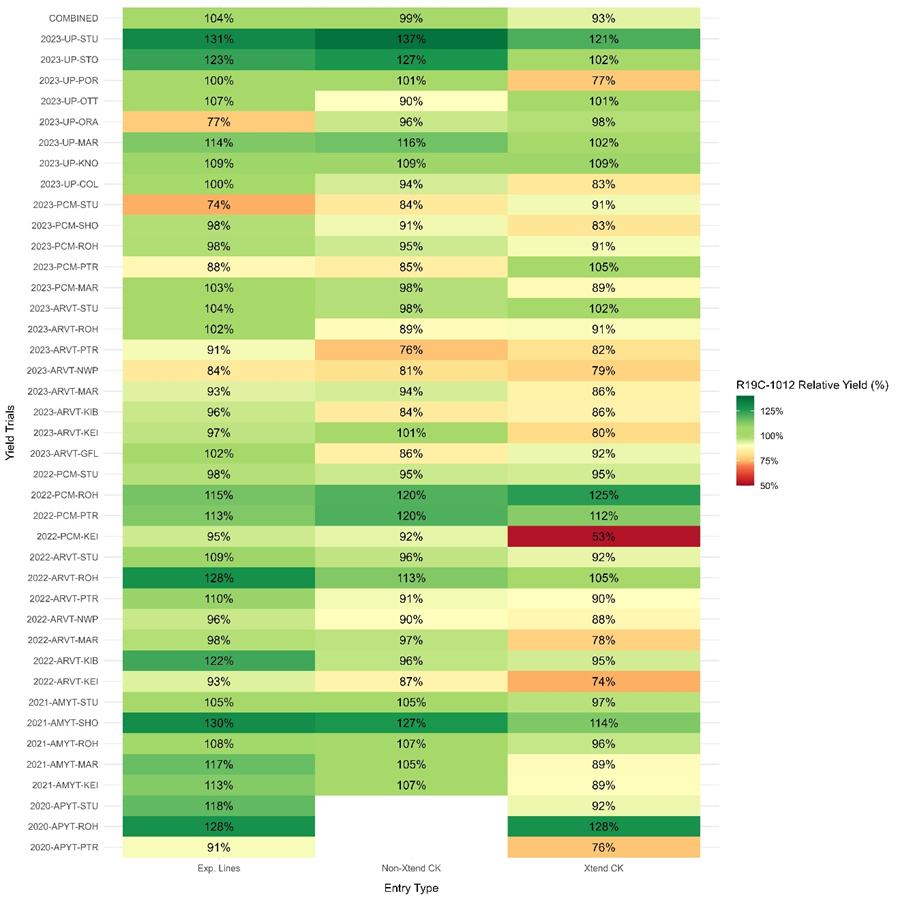 COMBINED 104% 99% 93%
2023-UP-STU 131% 137% 121%
2023-UP-STO 123% 127% 102%
2023-UP-POR 100% 101% 77%
2023-UP-OTT 107% 90% 101%
2023-UP-ORA 77% 96% 98%
2023-UP-MAR 114% 116% 102%
2023-UP-KNO 109% 109% 109%
2023-UP-COL 100% 94% 83%
2023-PCM-STU 74% 84% 91%
2023-PCM-SHO 98% 91% 83%
2023-PCM-ROH 98% 95% 91%
2023-PCM-PTR 88% 85% 105%
2023-PCM-MAR 103% 98% 89%
2023-ARVT-STU 104% 98% 102%
2023-ARVT-ROH 102% 89% 91%
2023-ARVT-PTR 91% 76% 82%
2023-ARVT-NWP 84% 81% 79%
2023-ARVT-MAR 93% 94% 86%
2023-ARVT-KIB 96% 84% 86%
2023-ARVT-KEI 97% 101% 80%
2023-ARVT-GFL 102% 86% 92%
2022-PCM-STU 98% 95% 95%
2022-PCM-ROH 115% 120% 125%
2022-PCM-PTR 113% 120% 112%
2022-PCM-KEI 95% 92% 53%
2022-ARVT-STU 109% 96% 92%
2022-ARVT-ROH 128% 113% 105%
2022-ARVT-PTR 110% 91% 90%
2022-ARVT-NWP 96% 90% 88%
2022-ARVT-MAR 98% 97% 78%
2022-ARVT-KIB 122% 96% 95%
2022-ARVT-KEI 93% 87% 74%
2021-AMYT-STU 105% 105% 97%
2021-AMYT-SHO 130% 127% 114%
2021-AMYT-ROH 108% 107% 96%
2021-AMYT-MAR 117% 105% 89%
2021-AMYT-KEI 113% 107% 89%
2020-APYT-STU 118% 92%
2020-APYT-ROH 128% 128%
2020-APYT-PTR 91% 76%
Exp. Lines Non-Xtend CK Xtend CK
Entry Type
Yield Trials
R19C-1012 Relative Yield (%)
125%
100%
75%
50%